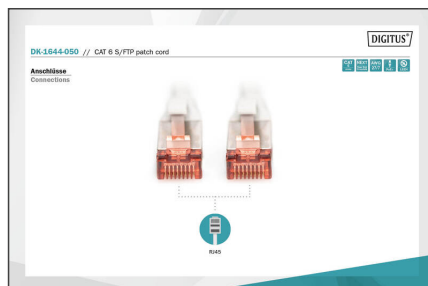 DIGITUS®
DK-1644-050 // CAT 6 S/FTP patch cord
Anschlüsse
Connections
RJ45